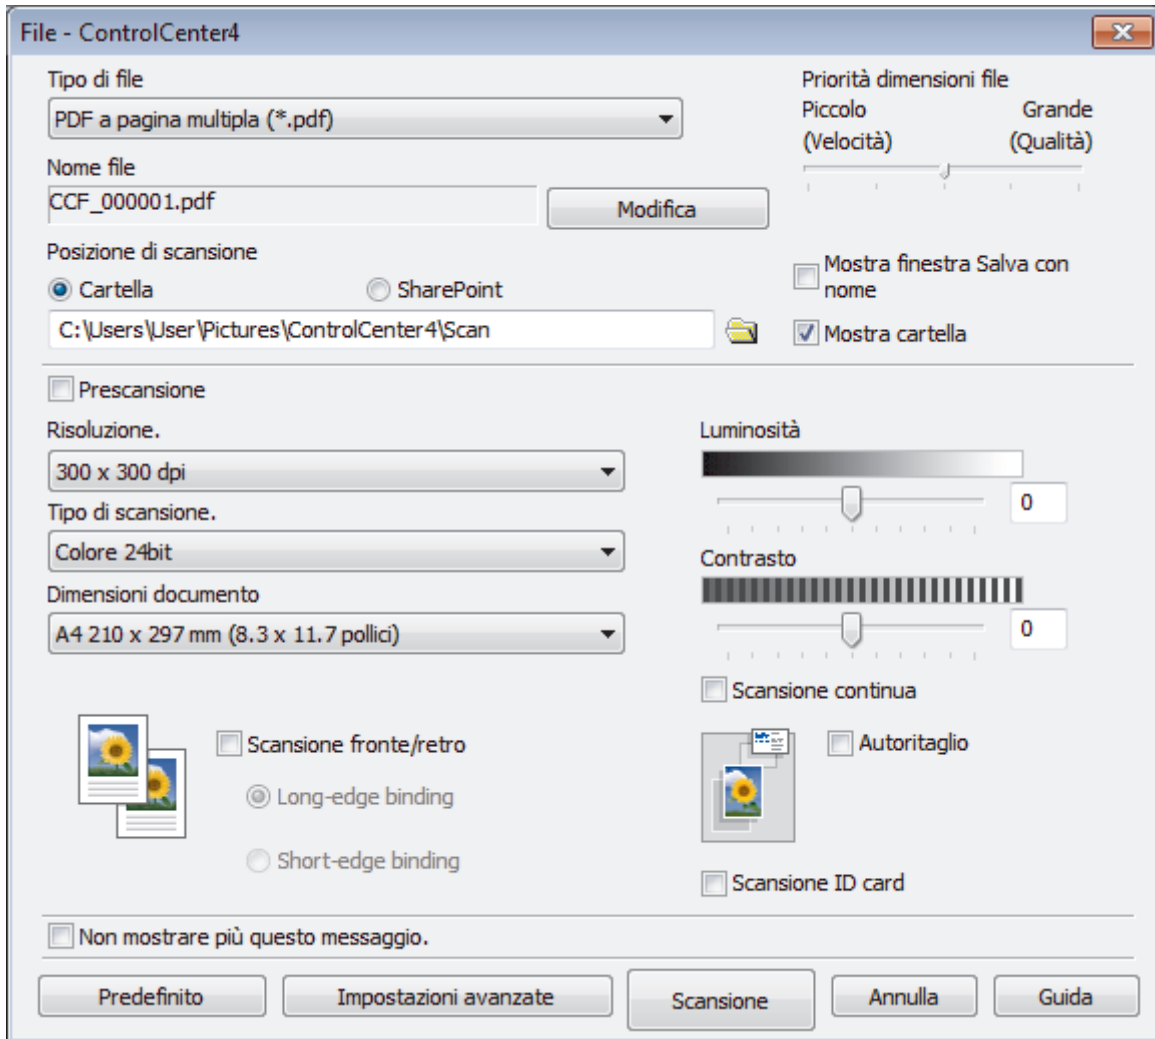 File - ControlCenter4
Tipo di file
PDF a pagina multipla (*.pdf)
Priorità dimensioni file
Piccolo Grande
(Velocità) (Qualità)
Nome file
CCF_000001.pdf
Modifica
Posizione di scansione
Cartella SharePoint
C:\Users\User\Pictures\ControlCenter4\Scan
Mostra finestra Salva con
nome
Mostra cartella
Prescansione
Risoluzione.
300 x 300 dpi
Tipo di scansione.
Colore 24bit
Dimensioni documento
A4 210 x 297 mm (8.3 x 11.7 pollici)
Luminosità
0
Contrasto
0
Scansione continua
Scansione fronte/retro
Long-edge binding
Short-edge binding
Autoritaglio
Scansione ID card
Non mostrare più questo messaggio.
Predefinito Impostazioni avanzate Scansione Annulla Guida